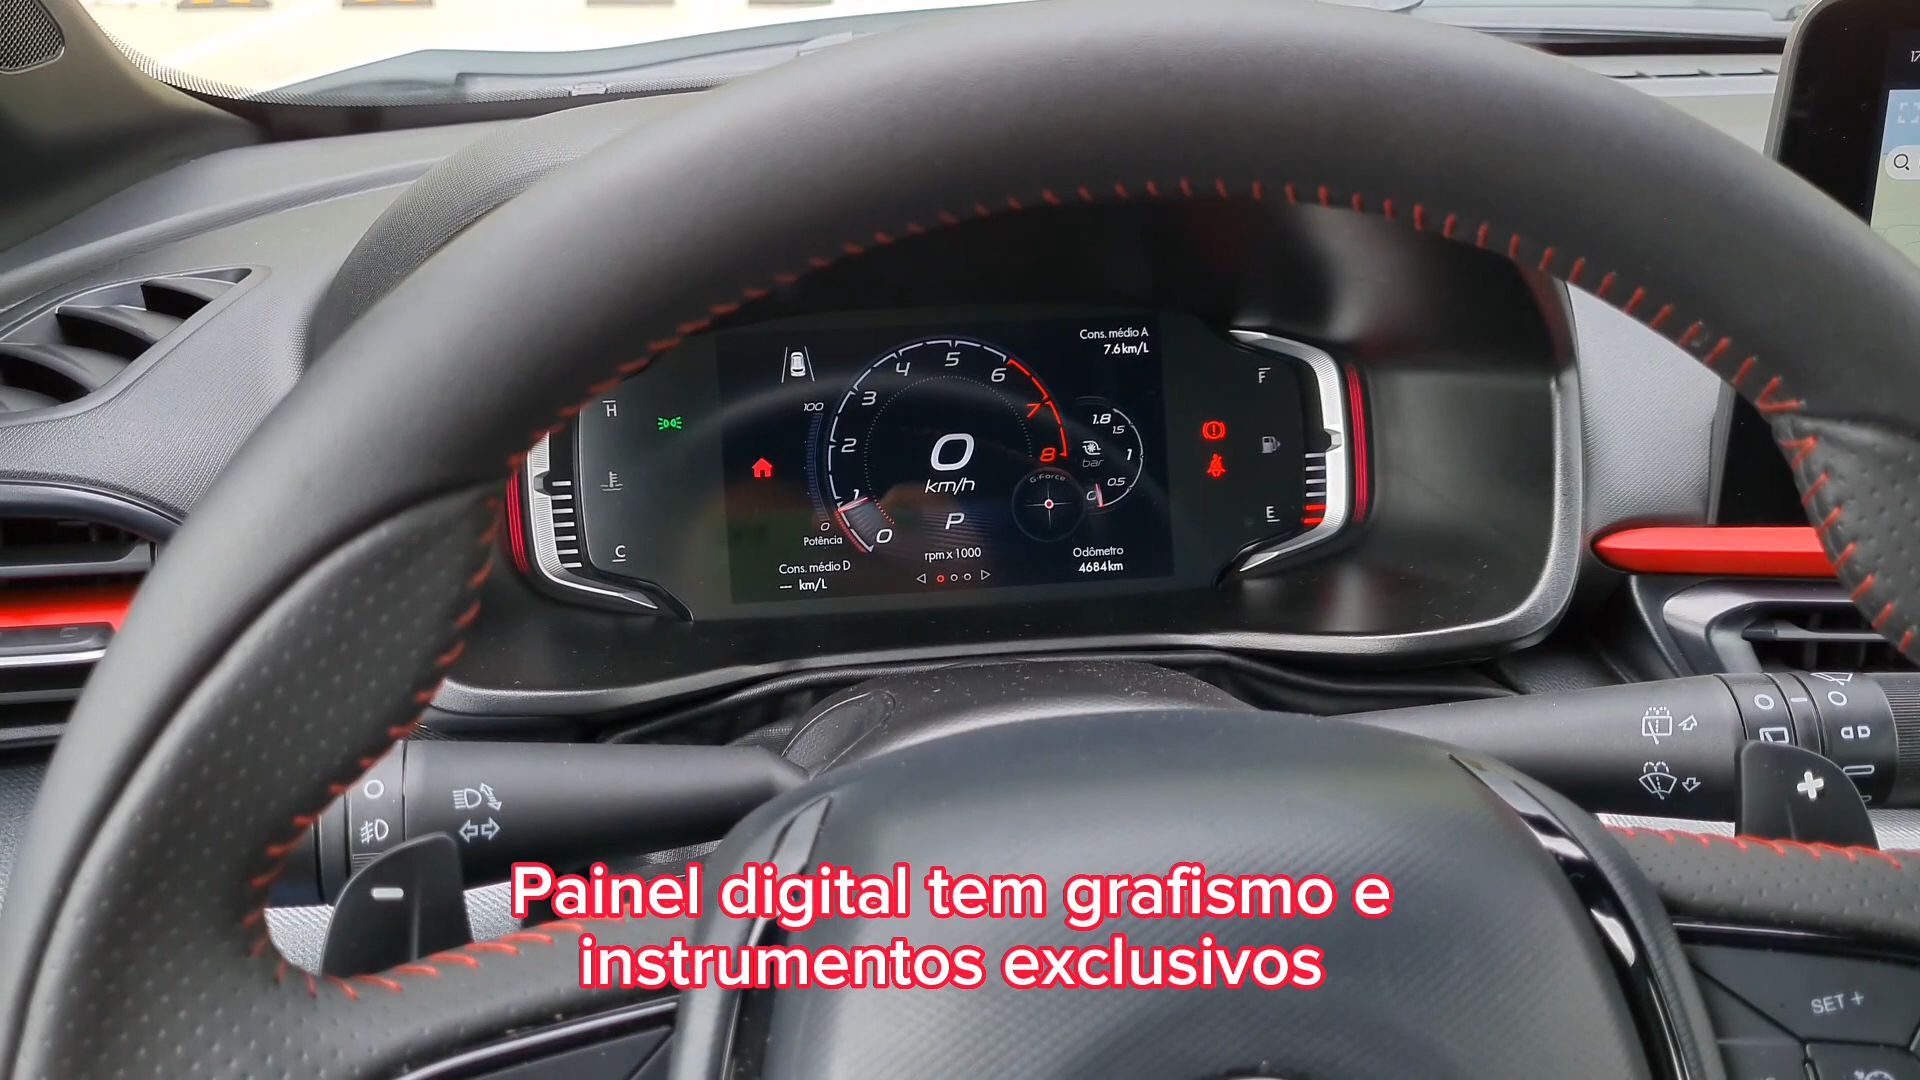 17
Cons. médio A
7.6 km/L
H
F
100
0
1
2
3
4
5
6
7
8
0
km/h
P
1.8
1.5
1
0.5
0
bar
G-Force
E
C
0
Potência
rpm x 1000
Odômetro
4684 km
Cons. médio D
--- km/L
SET +
Painel digital tem grafismo e
instrumentos exclusivos